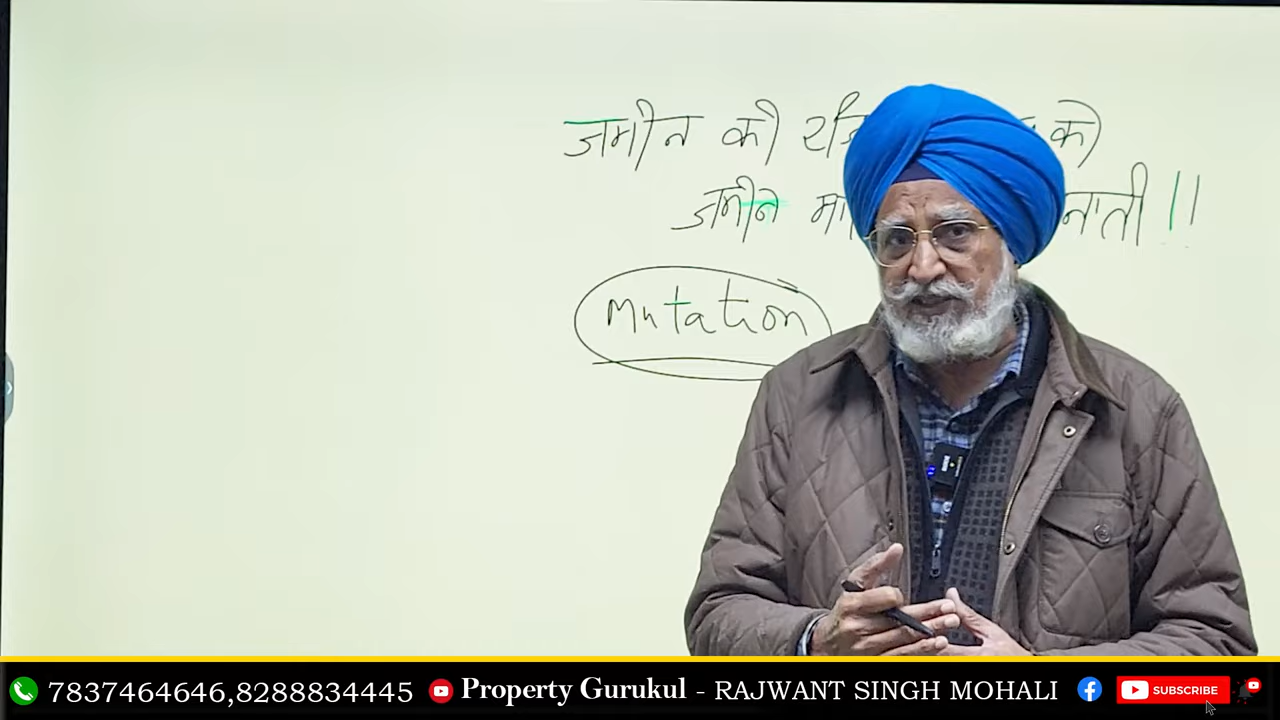 जमीन की को
जमीन नाती !!
Mutation
7837464646,8288834445 Property Gurukul - RAJWANT SINGH MOHALI SUBSCRIBE